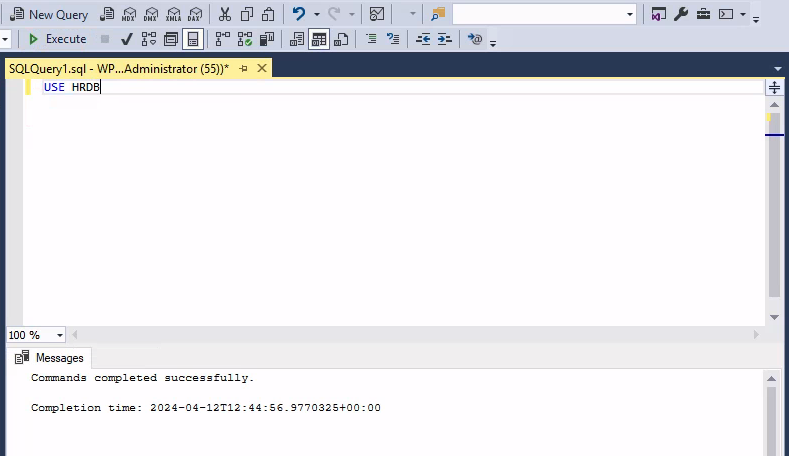 New Query MDX DMX XMLA DAX
Execute
SQLQuery1.sql - WP...Administrator (55))*
USE HRDB
100 %
Messages
Commands completed successfully.
Completion time: 2024-04-12T12:44:56.9770325+00:00